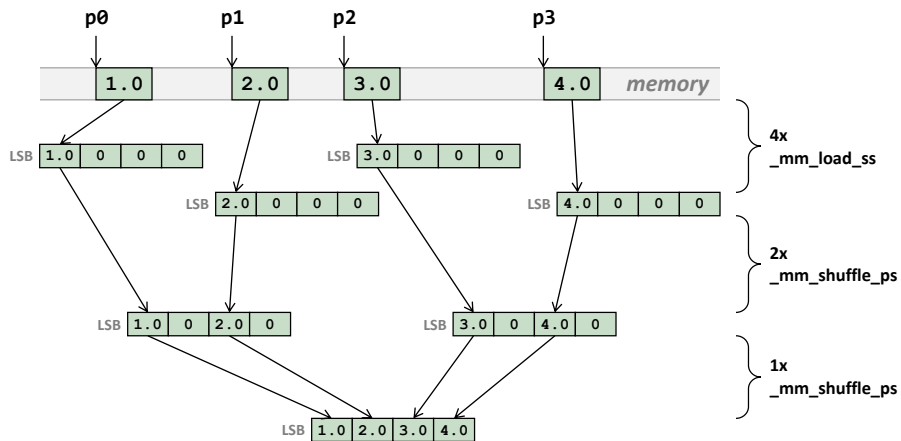 p0 p1 p2 p3
1.0 2.0 3.0 4.0 memory
LSB 1.0 0 0 0 LSB 3.0 0 0 0
4x
_mm_load_ss
LSB 2.0 0 0 0 LSB 4.0 0 0 0
2x
_mm_shuffle_ps
LSB 1.0 0 2.0 0 LSB 3.0 0 4.0 0
1x
_mm_shuffle_ps
LSB 1.0 2.0 3.0 4.0